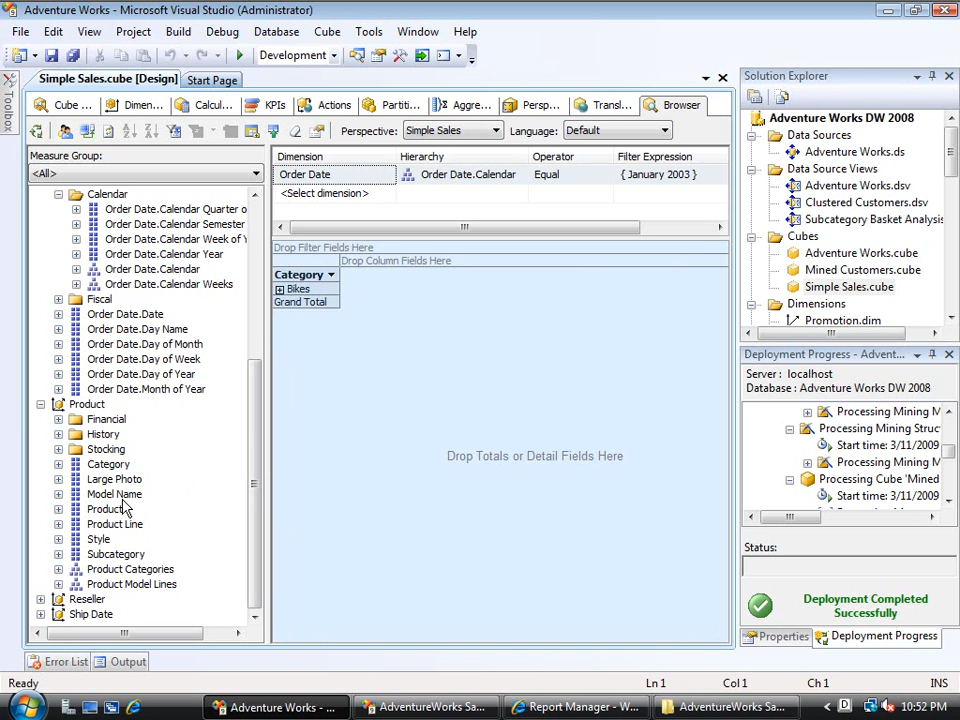 Adventure Works - Microsoft Visual Studio (Administrator)
File Edit View Project Build Debug Database Cube Tools Window Help
Development
Simple Sales.cube [Design] Start Page
Cube ... Dimen... Calcul... KPIs Actions Partiti... Aggre... Persp... Transl... Browser
Perspective: Simple Sales Language: Default
Toolbox
Measure Group:
<All>
Calendar
Order Date.Calendar Quarter o
Order Date.Calendar Semester
Order Date.Calendar Week of Y
Order Date.Calendar Year
Order Date.Calendar
Order Date.Calendar Weeks
Fiscal
Order Date.Date
Order Date.Day Name
Order Date.Day of Month
Order Date.Day of Week
Order Date.Day of Year
Order Date.Month of Year
Product
Financial
History
Stocking
Category
Large Photo
Model Name
Product
Product Line
Style
Subcategory
Product Categories
Product Model Lines
Reseller
Ship Date
Dimension Hierarchy Operator Filter Expression
Order Date Order Date.Calendar Equal { January 2003 }
<Select dimension>
Drop Filter Fields Here
Drop Column Fields Here
Category
Bikes
Grand Total
Drop Totals or Detail Fields Here
Solution Explorer
Adventure Works DW 2008
Data Sources
Adventure Works.ds
Data Source Views
Adventure Works.dsv
Clustered Customers.dsv
Subcategory Basket Analysis
Cubes
Adventure Works.cube
Mined Customers.cube
Simple Sales.cube
Dimensions
Promotion.dim
Deployment Progress - Advent...
Server : localhost
Database : Adventure Works DW 2008
Processing Mining M
Processing Mining Struc
Start time: 3/11/2009
Processing Mining M
Processing Cube 'Mined
Start time: 3/11/2009
Status:
Deployment Completed
Successfully
Properties Deployment Progress
Error List Output
Ready Ln 1 Col 1 Ch 1 INS
Adventure Works - ... AdventureWorks Sa... Report Manager - W... AdventureWorks Sa... D 10:52 PM